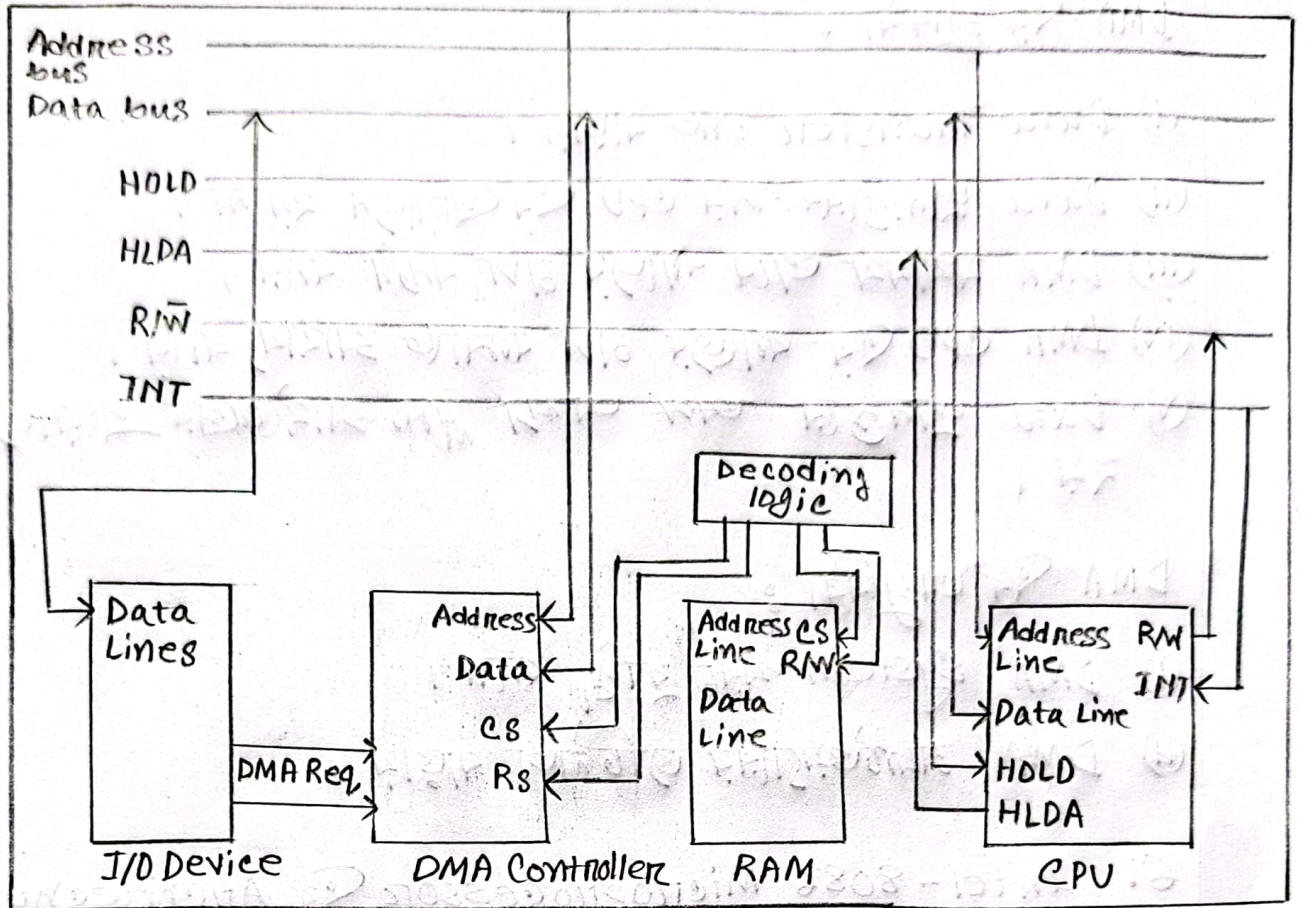 Address
bus
Data bus
HOLD
HLDA
R/W̅
INT
Decoding
logic
Data
Lines
DMA Req
I/O Device
Address
Data
CS
RS
DMA Controller
Address CS
Line R/W
Data
Line
RAM
Address R/W
Line
INT
Data Line
HOLD
HLDA
CPU